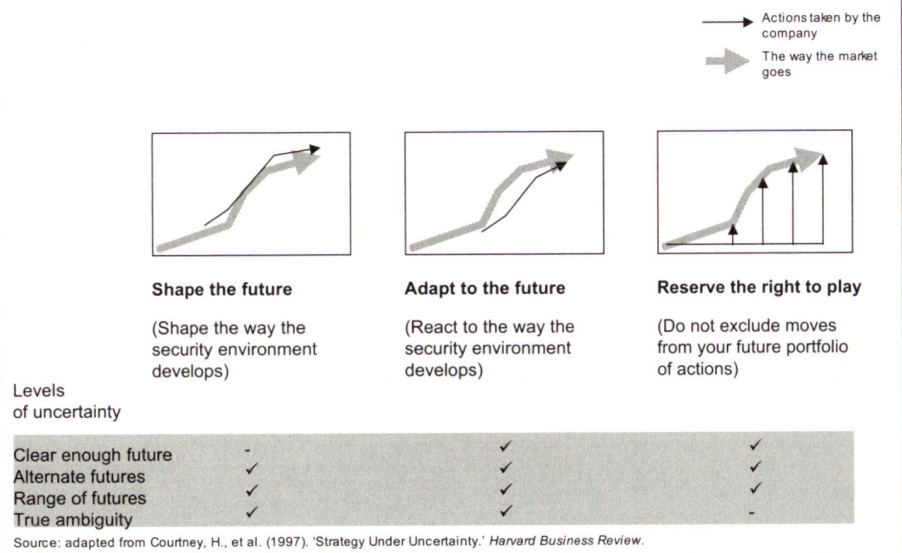 Actions taken by the
company
The way the market
goes
Shape the future
Adapt to the future
Reserve the right to play
(Shape the way the
security environment
develops)
(React to the way the
security environment
develops)
(Do not exclude moves
from your future portfolio
of actions)
Levels
of uncertainty
Clear enough future - ✓ ✓
Alternate futures ✓ ✓ ✓
Range of futures ✓ ✓ ✓
True ambiguity ✓ ✓ -
Source: adapted from Courtney, H., et al. (1997). 'Strategy Under Uncertainty.' Harvard Business Review.